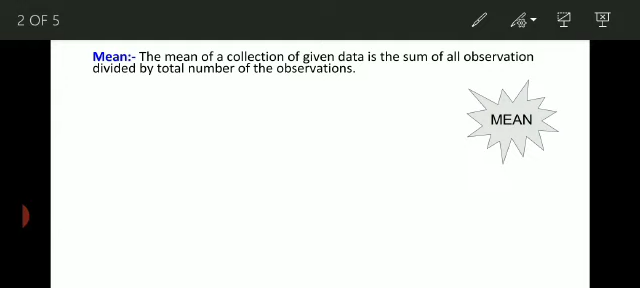 2 OF 5
Mean:- The mean of a collection of given data is the sum of all observation
divided by total number of the observations.
MEAN